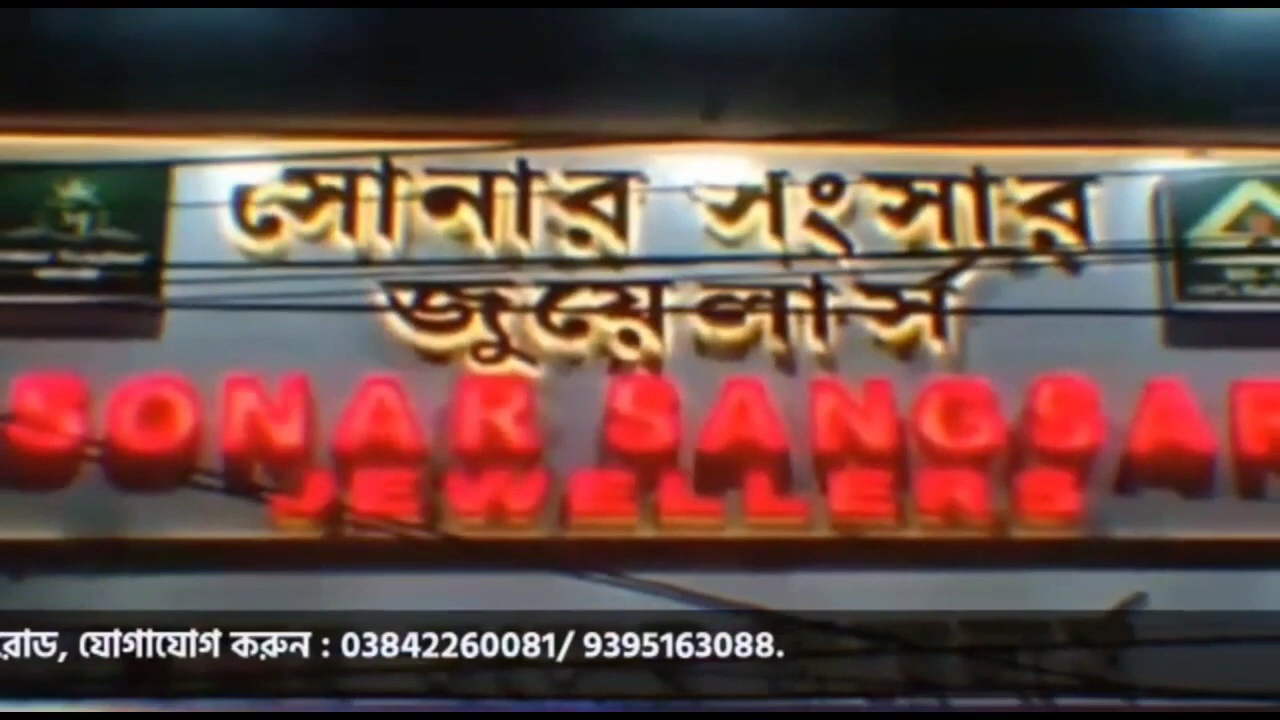 সোনার সংসার
জুয়েলার্স
SONAR SANGSAR
JEWELLERS
রোড, যোগাযোগ করুন : 03842260081/ 9395163088.